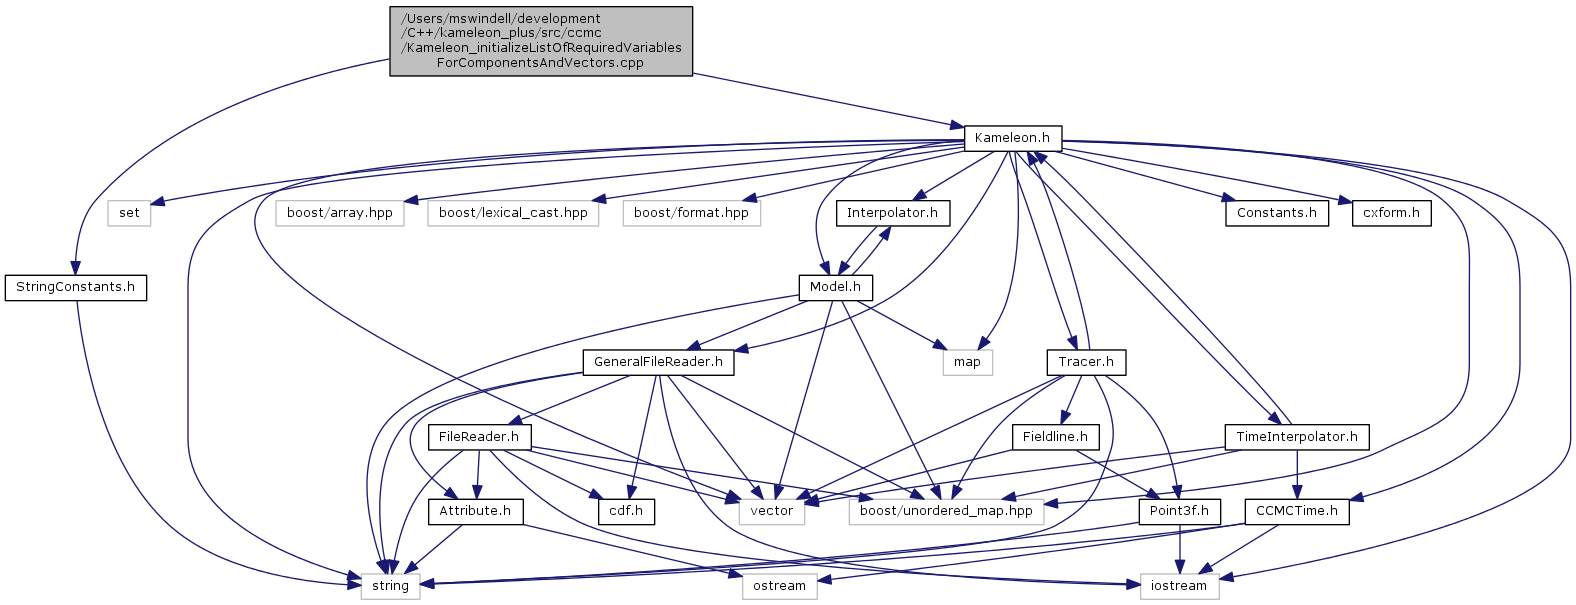 /Users/mswindell/development
/C++/kameleon_plus/src/ccmc
/Kameleon_initializeListOfRequiredVariables
ForComponentsAndVectors.cpp
Kameleon.h
set
boost/array.hpp
boost/lexical_cast.hpp
boost/format.hpp
Interpolator.h
Constants.h
cxform.h
StringConstants.h
Model.h
GeneralFileReader.h
map
Tracer.h
FileReader.h
Fieldline.h
TimeInterpolator.h
Attribute.h
cdf.h
vector
boost/unordered_map.hpp
Point3f.h
CCMCTime.h
string
ostream
iostream